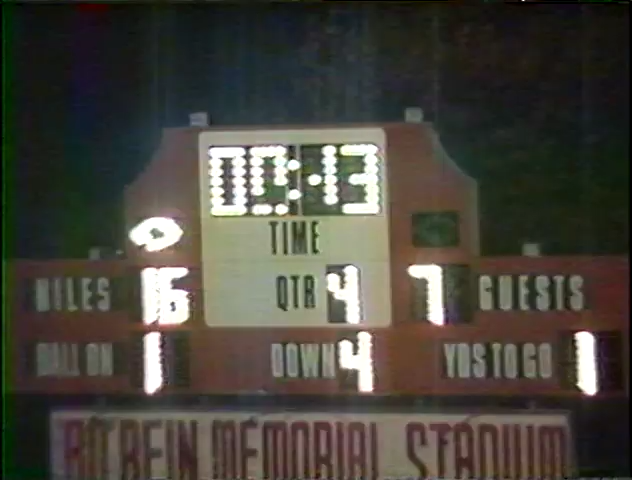 00:13
TIME
NILES 16 QTR 4 7 GUESTS
BALL ON 1 DOWN 4 YDS TO GO 1
MEMORIAL STADIUM